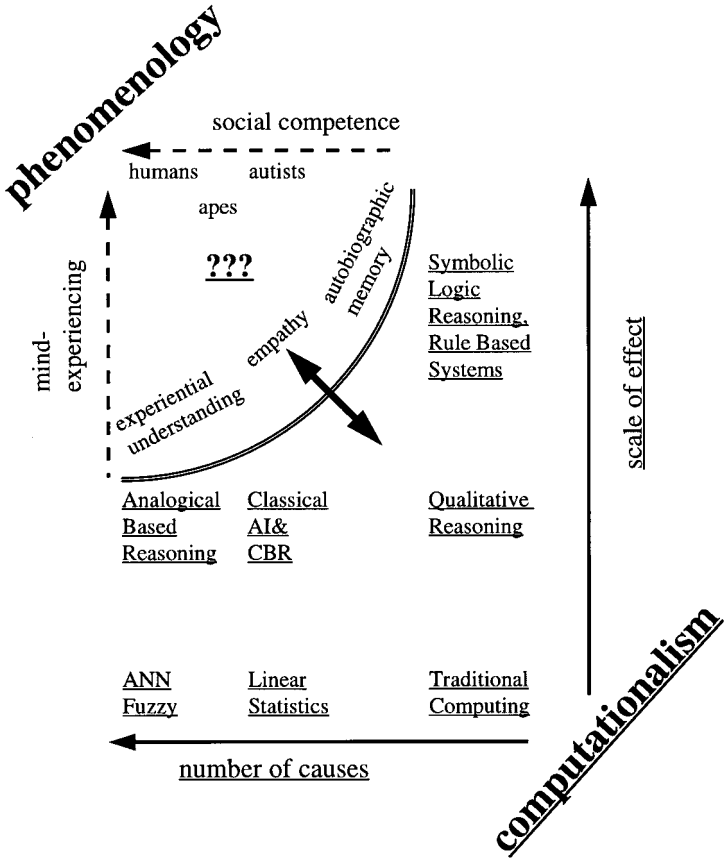 phenomenology
social competence
humans
autists
apes
???
mind-
experiencing
autobiographic
memory
empathy
experiential
understanding
Symbolic
Logic
Reasoning,
Rule Based
Systems
scale of effect
Analogical
Based
Reasoning
Classical
AI&
CBR
Qualitative
Reasoning
ANN
Fuzzy
Linear
Statistics
Traditional
Computing
number of causes
computationalism